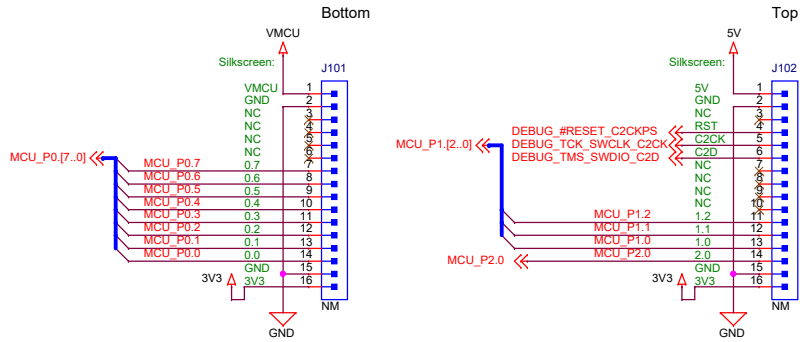 Bottom
VMCU
Silkscreen:
J101
VMCU 1
GND 2
NC 3
NC 4
NC 5
NC 6
MCU_P0.[7..0]
MCU_P0.7 0.7 7
MCU_P0.6 0.6 8
MCU_P0.5 0.5 9
MCU_P0.4 0.4 10
MCU_P0.3 0.3 11
MCU_P0.2 0.2 12
MCU_P0.1 0.1 13
MCU_P0.0 0.0 14
GND 15
3V3 3V3 16
NM
GND
Top
5V
Silkscreen:
J102
5V 1
GND 2
NC 3
DEBUG_#RESET_C2CKPS RST 4
MCU_P1.[2..0]
DEBUG_TCK_SWCLK_C2CK C2CK 5
DEBUG_TMS_SWDIO_C2D C2D 6
NC 7
NC 8
NC 9
NC 10
MCU_P1.2 1.2 11
MCU_P1.1 1.1 12
MCU_P1.0 1.0 13
MCU_P2.0 MCU_P2.0 2.0 14
GND 15
3V3 3V3 16
NM
GND